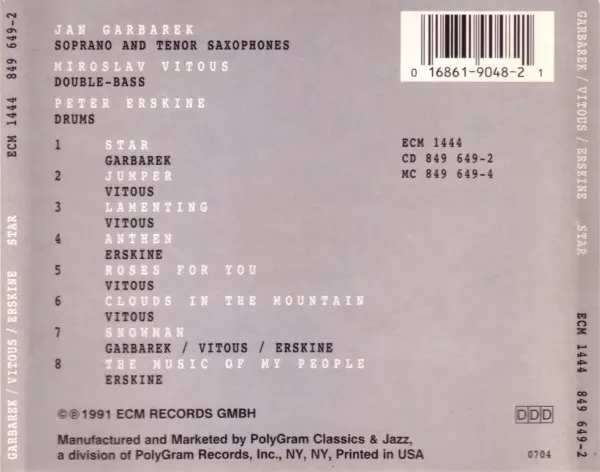 GARBAREK / VITOUS / ERSKINE STAR ECM 1444 849 649-2
JAN GARBAREK
SOPRANO AND TENOR SAXOPHONES
MIROSLAV VITOUS
DOUBLE-BASS
PETER ERSKINE
DRUMS
0 16861-9048-2 1
ECM 1444
CD 849 649-2
MC 849 649-4
1 STAR
GARBAREK
2 JUMPER
VITOUS
3 LAMENTING
VITOUS
4 ANTHEM
ERSKINE
5 ROSES FOR YOU
VITOUS
6 CLOUDS IN THE MOUNTAIN
VITOUS
7 SNOWMAN
GARBAREK / VITOUS / ERSKINE
8 THE MUSIC OF MY PEOPLE
ERSKINE
©℗1991 ECM RECORDS GMBH
DDD
Manufactured and Marketed by PolyGram Classics & Jazz,
a division of PolyGram Records, Inc., NY, NY, Printed in USA
0704
GARBAREK / VITOUS / ERSKINE STAR ECM 1444 849 649-2